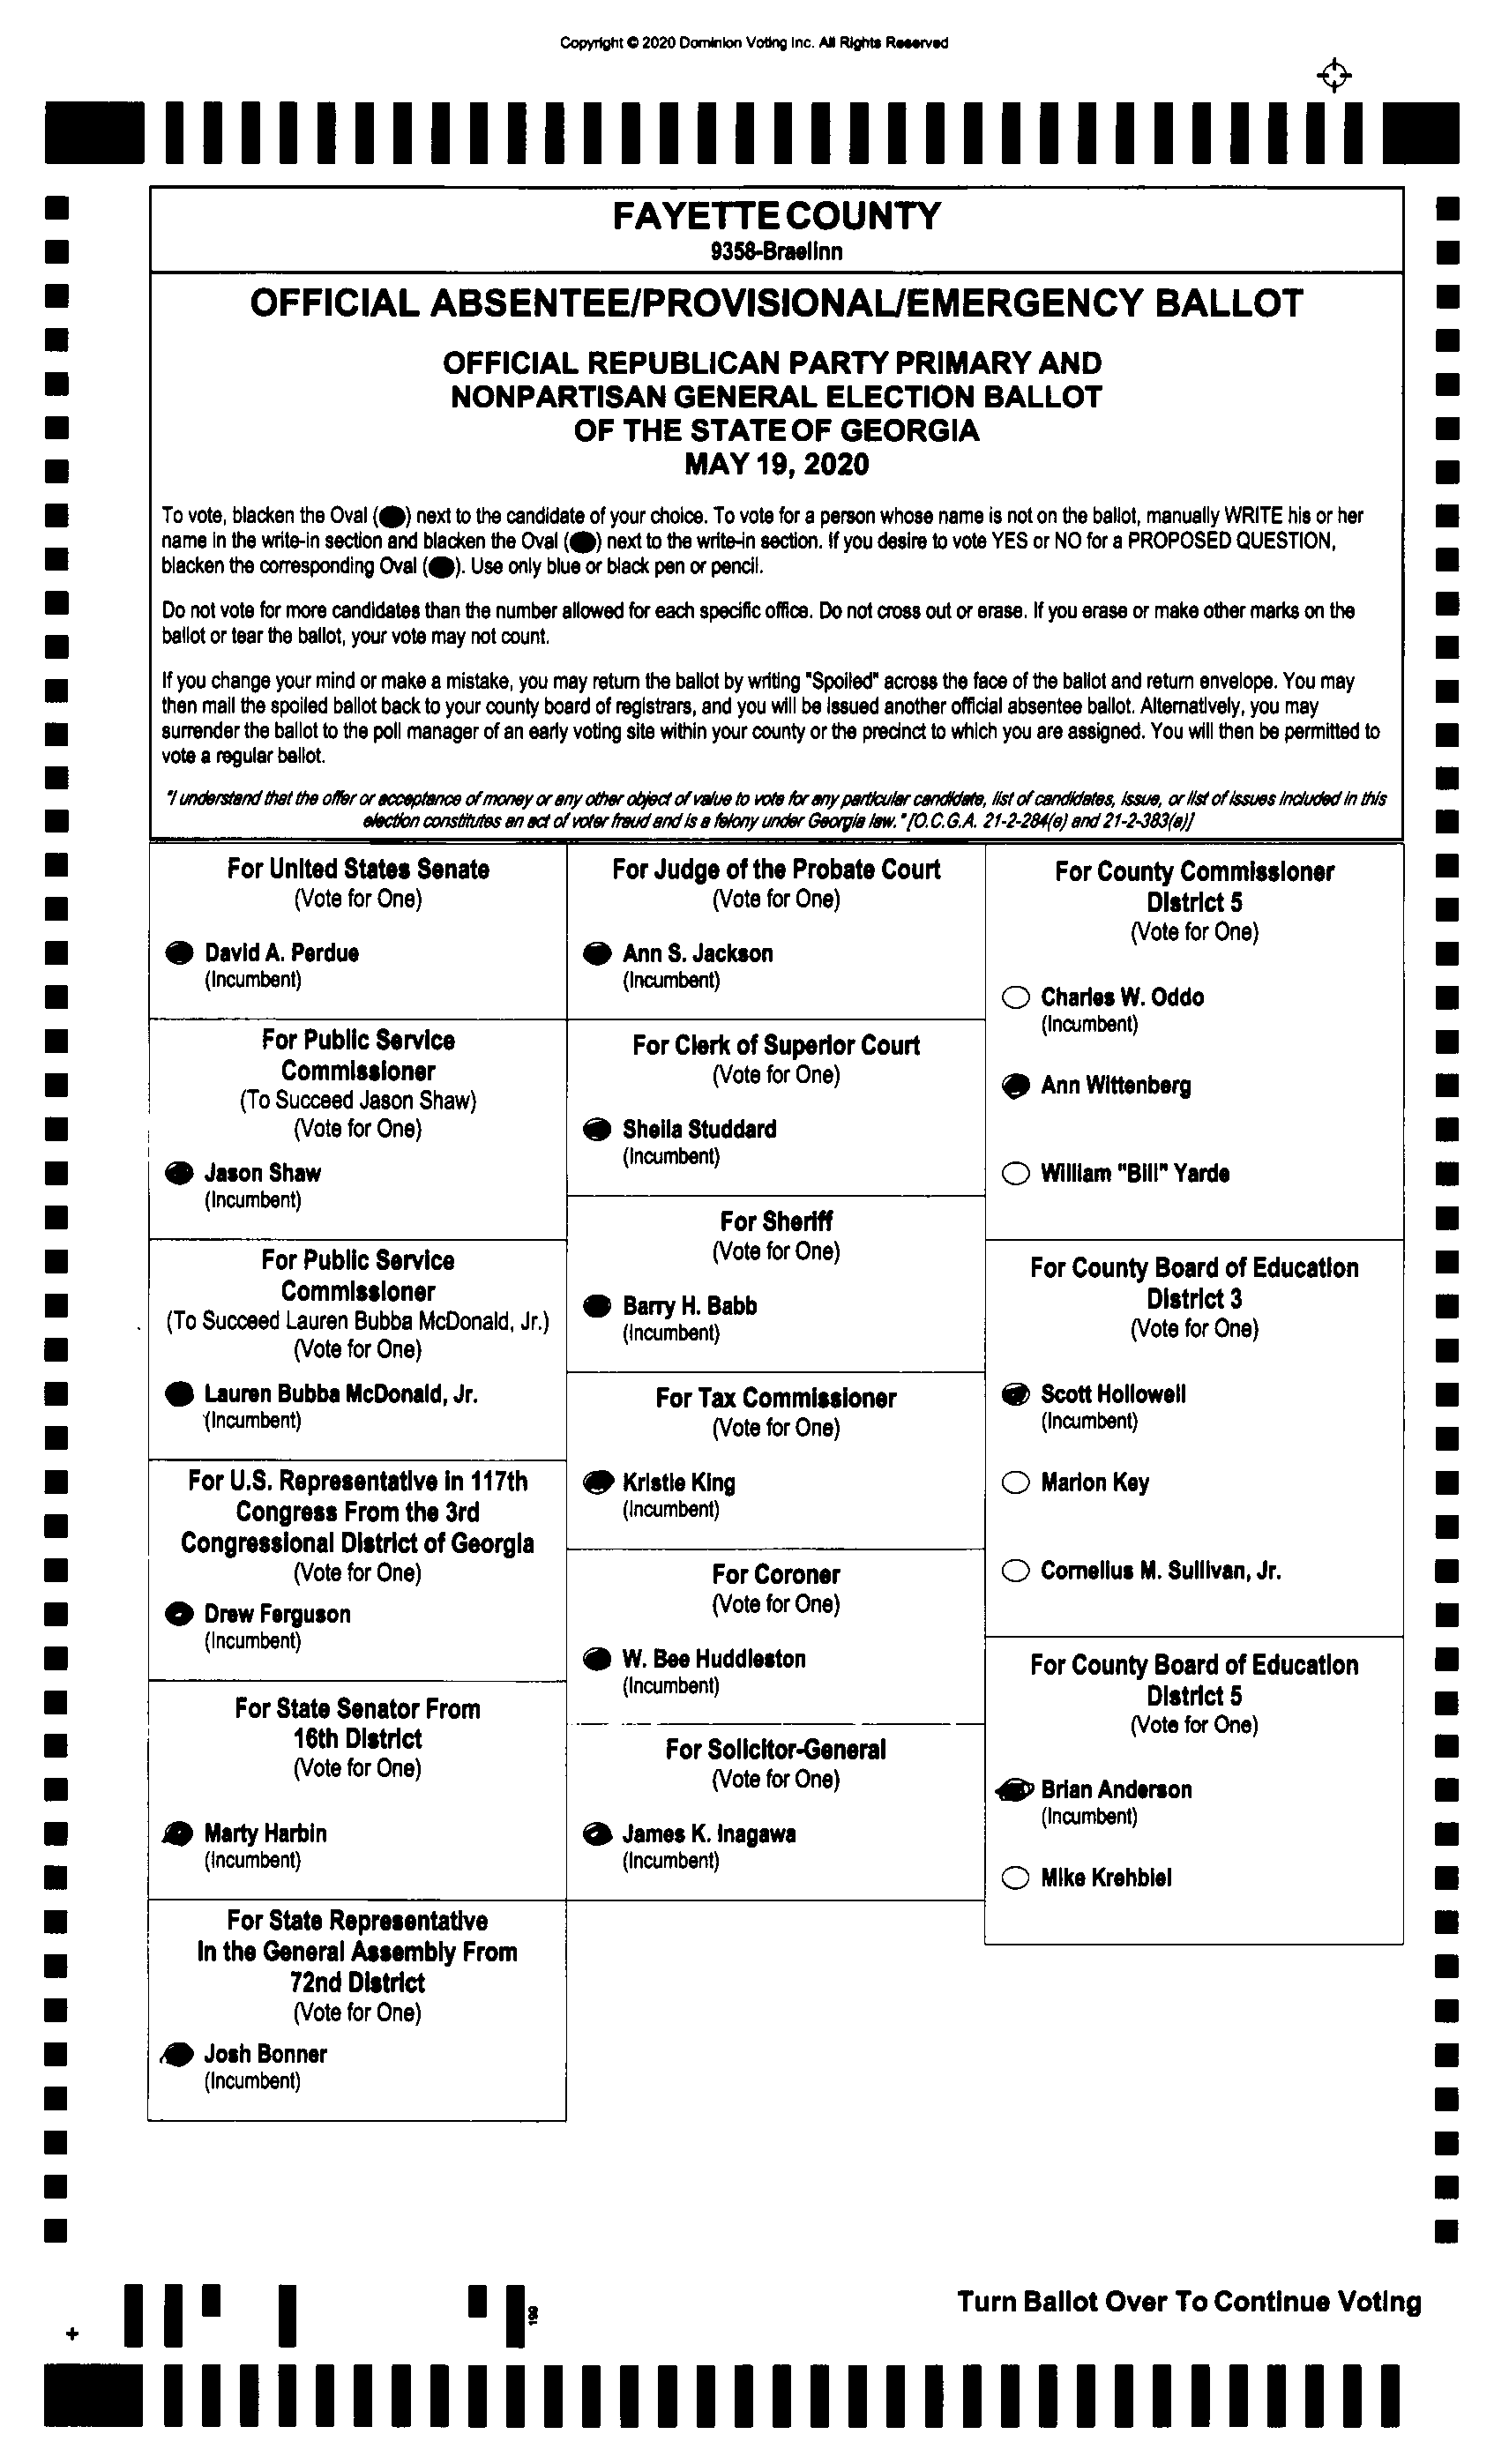 Copyright © 2020 Dominion Voting Inc. All Rights Reserved
FAYETTE COUNTY
9358-Braelinn
OFFICIAL ABSENTEE/PROVISIONAL/EMERGENCY BALLOT
OFFICIAL REPUBLICAN PARTY PRIMARY AND
NONPARTISAN GENERAL ELECTION BALLOT
OF THE STATE OF GEORGIA
MAY 19, 2020
To vote, blacken the Oval () next to the candidate of your choice. To vote for a person whose name is not on the ballot, manually WRITE his or her
name in the write-in section and blacken the Oval () next to the write-in section. If you desire to vote YES or NO for a PROPOSED QUESTION,
blacken the corresponding Oval (). Use only blue or black pen or pencil.
Do not vote for more candidates than the number allowed for each specific office. Do not cross out or erase. If you erase or make other marks on the
ballot or tear the ballot, your vote may not count.
If you change your mind or make a mistake, you may return the ballot by writing "Spoiled" across the face of the ballot and return envelope. You may
then mail the spoiled ballot back to your county board of registrars, and you will be issued another official absentee ballot. Alternatively, you may
surrender the ballot to the poll manager of an early voting site within your county or the precinct to which you are assigned. You will then be permitted to
vote a regular ballot.
"I understand that the offer or acceptance of money or any other object of value to vote for any particular candidate, list of candidates, issue, or list of issues included in this
election constitutes an act of voter fraud and is a felony under Georgia law." [O.C.G.A. 21-2-284(e) and 21-2-383(a)]
For United States Senate
(Vote for One)
David A. Perdue
(Incumbent)
For Public Service
Commissioner
(To Succeed Jason Shaw)
(Vote for One)
Jason Shaw
(Incumbent)
For Public Service
Commissioner
(To Succeed Lauren Bubba McDonald, Jr.)
(Vote for One)
Lauren Bubba McDonald, Jr.
(Incumbent)
For U.S. Representative in 117th
Congress From the 3rd
Congressional District of Georgia
(Vote for One)
Drew Ferguson
(Incumbent)
For State Senator From
16th District
(Vote for One)
Marty Harbin
(Incumbent)
For State Representative
In the General Assembly From
72nd District
(Vote for One)
Josh Bonner
(Incumbent)
For Judge of the Probate Court
(Vote for One)
Ann S. Jackson
(Incumbent)
For Clerk of Superior Court
(Vote for One)
Sheila Studdard
(Incumbent)
For Sheriff
(Vote for One)
Barry H. Babb
(Incumbent)
For Tax Commissioner
(Vote for One)
Kristie King
(Incumbent)
For Coroner
(Vote for One)
W. Bee Huddleston
(Incumbent)
For Solicitor-General
(Vote for One)
James K. Inagawa
(Incumbent)
For County Commissioner
District 5
(Vote for One)
Charles W. Oddo
(Incumbent)
Ann Wittenberg
William "Bill" Yarde
For County Board of Education
District 3
(Vote for One)
Scott Hollowell
(Incumbent)
Marion Key
Cornelius M. Sullivan, Jr.
For County Board of Education
District 5
(Vote for One)
Brian Anderson
(Incumbent)
Mike Krehbiel
199
Turn Ballot Over To Continue Voting